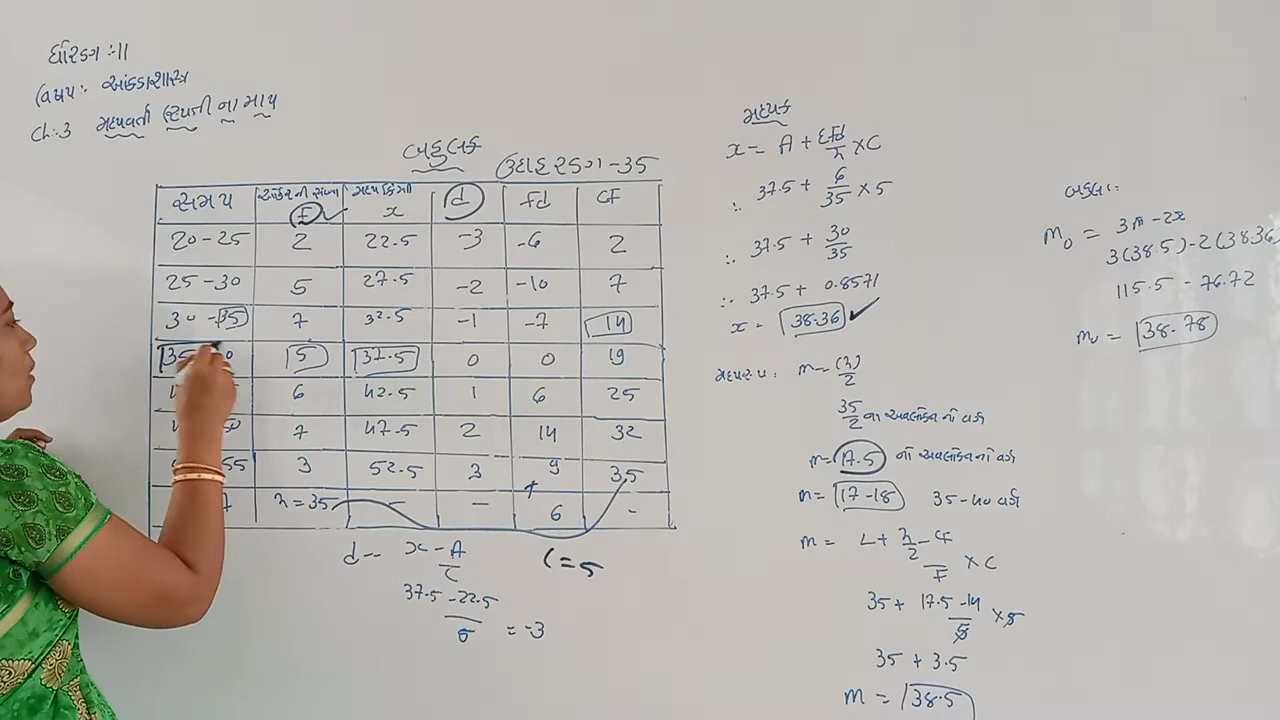 ધોરણ :- 11
વિષય :- આંકડાશાસ્ત્ર
Ch:.3 મધ્યવર્તી સ્થિતિ ના માપ
બહુલક
ઉદાહરણ-35
સમય ની સંખ્યા f x d fd CF
20-25 2 22.5 -3 -6 2
25-30 5 27.5 -2 -10 7
30-35 7 32.5 -1 -7 14
35 0 5 37.5 0 0 19
6 42.5 1 6 25
50 7 47.5 2 14 32
55 3 52.5 3 9 35
n=35 - - + 6 -
d = x - A / C
37.5 - 22.5 / 5 = -3
C = 5
મધ્યક
x = A + Σfd/n × C
∴ 37.5 + 6/35 × 5
∴ 37.5 + 30/35
∴ 37.5 + 0.8571
x = 38.36 ✓
મધ્યસ્થ : m = (n)/2
35/2 ના અવલોકન નો વર્ગ
m = 17.5 નાં અવલોકનનો વર્ગ
m = 17-18 35-40 વર્ગ
m = L + n/2 - CF / F × C
35 + 17.5 - 14 / 5 × 5
35 + 3.5
m = 38.5
બહુલક :
M₀ = 3m - 2x
3(38.5) - 2(38.36
115.5 - 76.72
M₀ = 38.78